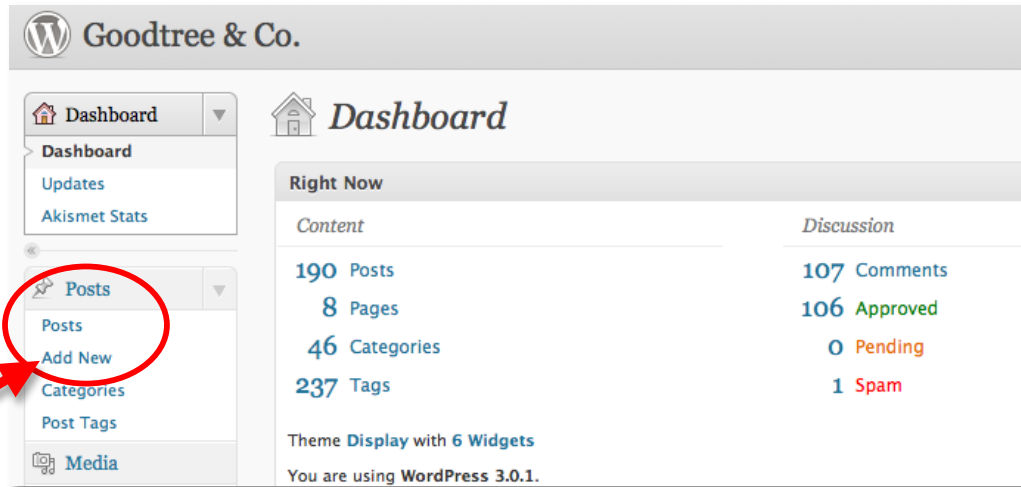 Goodtree & Co.
Dashboard
Dashboard
Updates
Akismet Stats
Posts
Posts
Add New
Categories
Post Tags
Media
Dashboard
Right Now
Content
190 Posts
8 Pages
46 Categories
237 Tags
Discussion
107 Comments
106 Approved
0 Pending
1 Spam
Theme Display with 6 Widgets
You are using WordPress 3.0.1.